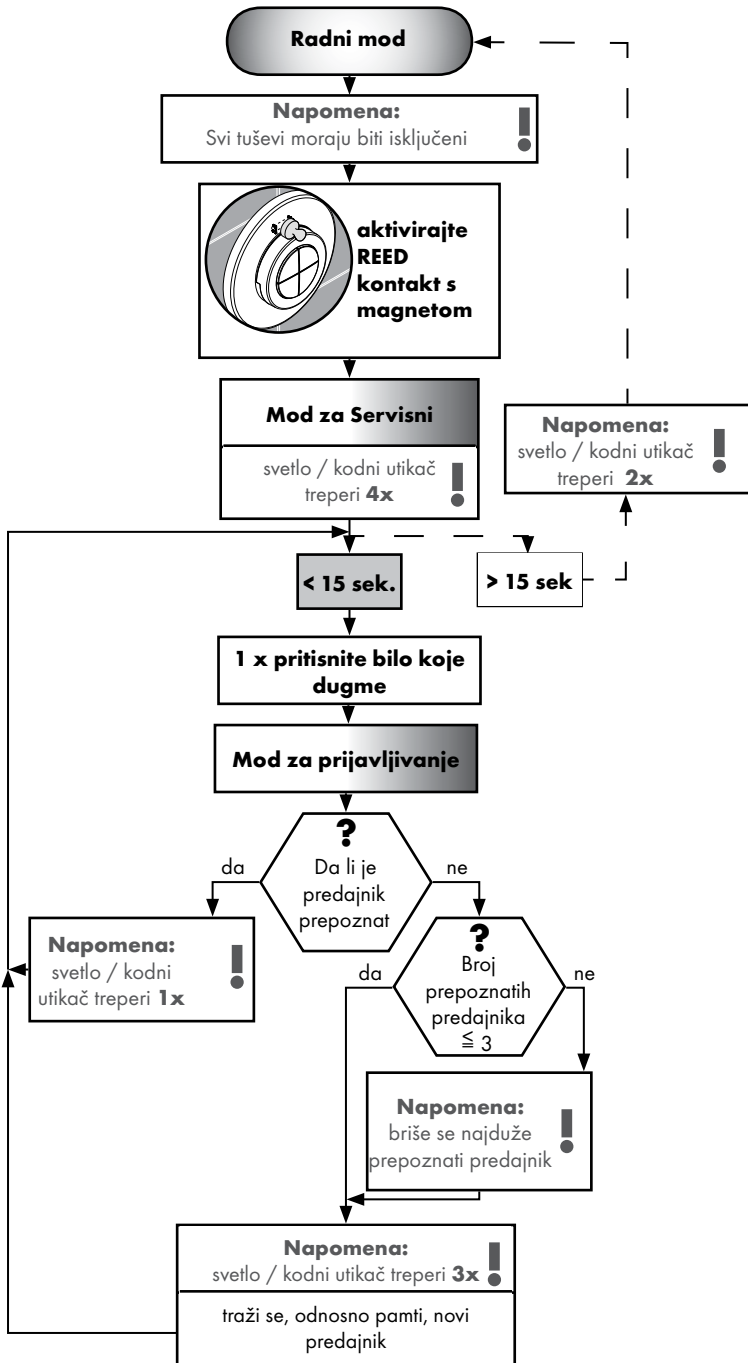 Radni mod
Napomena:
Svi tuševi moraju biti isključeni
!
aktivirajte
REED
kontakt s
magnetom
Mod za Servisni
svetlo / kodni utikač
treperi 4x
!
Napomena:
svetlo / kodni utikač
treperi 2x
!
< 15 sek.
> 15 sek
1 x pritisnite bilo koje
dugme
Mod za prijavljivanje
?
Da li je
predajnik
prepoznat
da
ne
Napomena:
svetlo / kodni
utikač treperi 1x
!
?
Broj
prepoznatih
predajnika
≦ 3
da
ne
Napomena:
briše se najduže
prepoznati predajnik
!
Napomena:
svetlo / kodni utikač treperi 3x
!
traži se, odnosno pamti, novi
predajnik